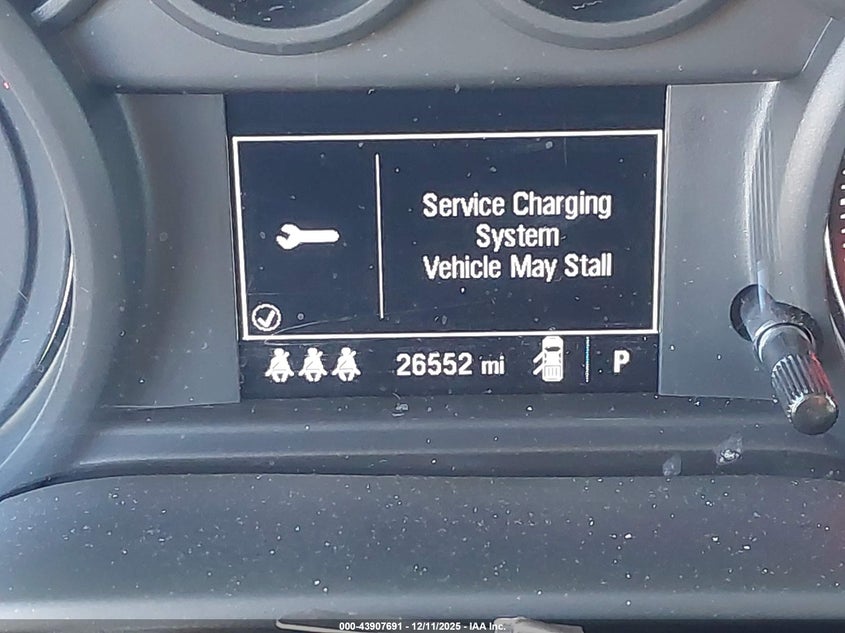 Service Charging
System
Vehicle May Stall
26552 mi
P
000-43907691 - 12/11/2025 - IAA Inc.